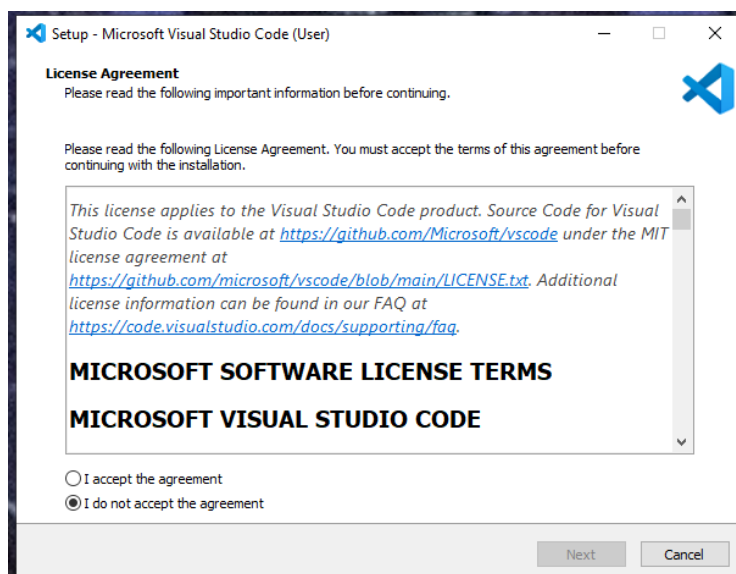 Setup - Microsoft Visual Studio Code (User)
License Agreement
Please read the following important information before continuing.
Please read the following License Agreement. You must accept the terms of this agreement before
continuing with the installation.
This license applies to the Visual Studio Code product. Source Code for Visual
Studio Code is available at https://github.com/Microsoft/vscode under the MIT
license agreement at
https://github.com/microsoft/vscode/blob/main/LICENSE.txt. Additional
license information can be found in our FAQ at
https://code.visualstudio.com/docs/supporting/faq.
MICROSOFT SOFTWARE LICENSE TERMS
MICROSOFT VISUAL STUDIO CODE
I accept the agreement
I do not accept the agreement
Next Cancel